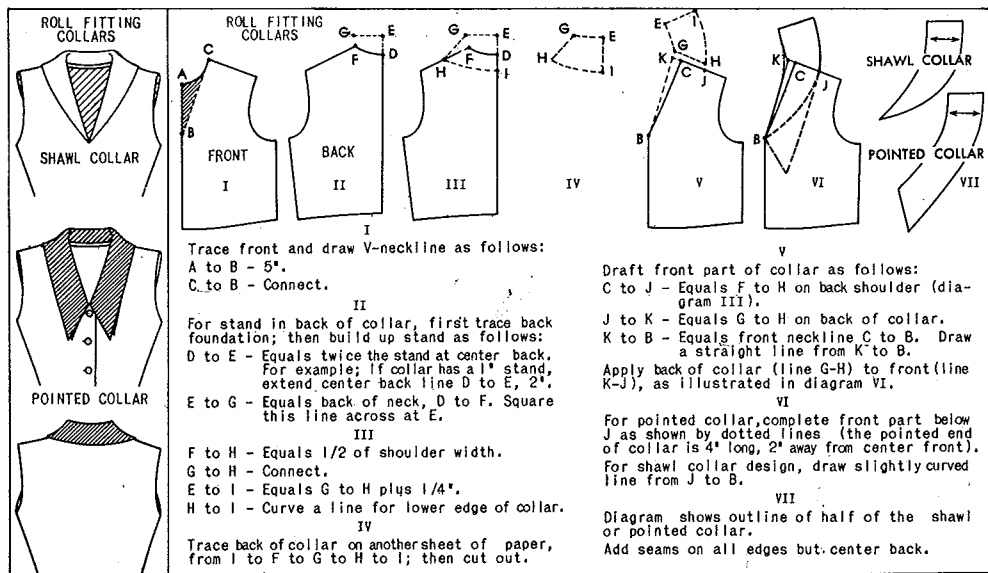 ROLL FITTING
COLLARS
SHAWL COLLAR
POINTED COLLAR
ROLL FITTING
COLLARS
A
C
B
FRONT
I
G
E
F
D
BACK
II
G
E
F
D
H
I
III
G
E
H
I
IV
E
I
G
K
H
C
J
B
V
K
C
J
B
VI
SHAWL COLLAR
POINTED COLLAR
VII
I
Trace front and draw V-neckline as follows:
A to B - 5".
C to B - Connect.
II
For stand in back of collar, first trace back
foundation; then build up stand as follows:
D to E - Equals twice the stand at center back.
For example; if collar has a 1" stand,
extend center back line D to E, 2".
E to G - Equals back of neck, D to F. Square
this line across at E.
III
F to H - Equals 1/2 of shoulder width.
G to H - Connect.
E to I - Equals G to H plus 1/4".
H to I - Curve a line for lower edge of collar.
IV
Trace back of collar on another sheet of paper,
from I to F to G to H to I; then cut out.
V
Draft front part of collar as follows:
C to J - Equals F to H on back shoulder (dia-
gram III).
J to K - Equals G to H on back of collar.
K to B - Equals front neckline C to B. Draw
a straight line from K to B.
Apply back of collar (line G-H) to front (line
K-J), as illustrated in diagram VI.
VI
For pointed collar, complete front part below
J as shown by dotted lines (the pointed end
of collar is 4" long, 2" away from center front).
For shawl collar design, draw slightly curved
line from J to B.
VII
Diagram shows outline of half of the shawl
or pointed collar.
Add seams on all edges but center back.